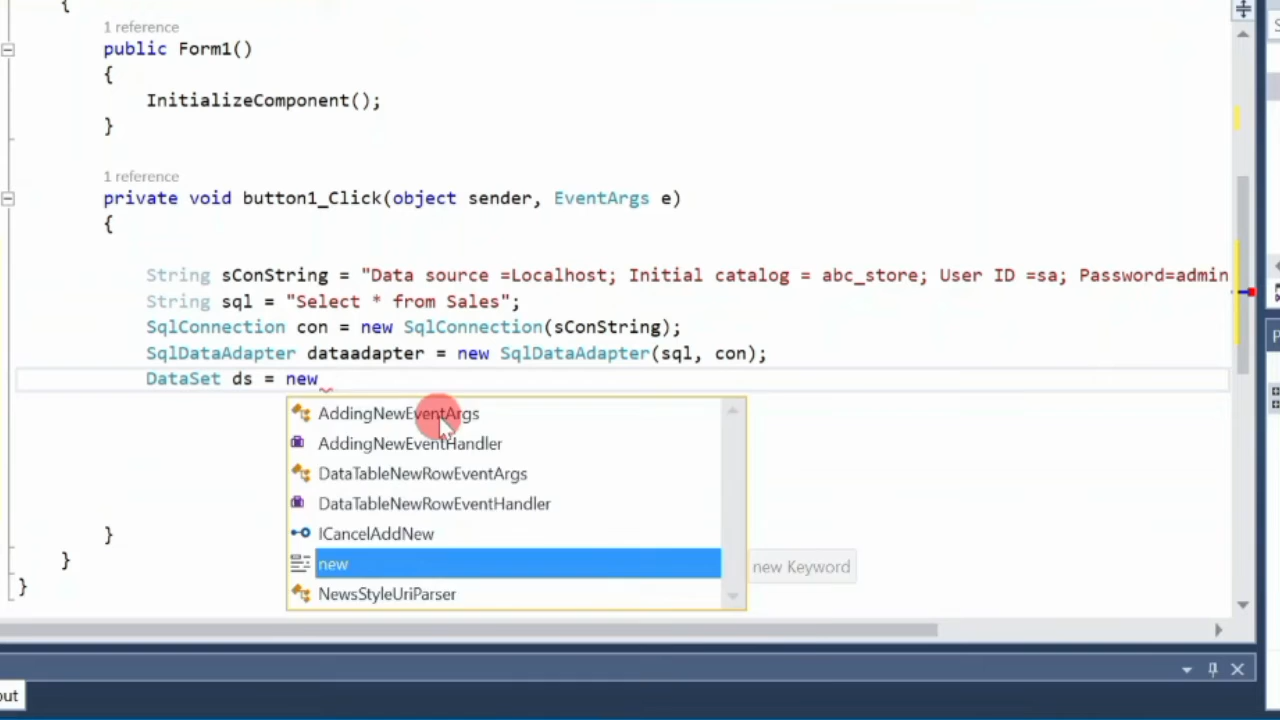 {
1 reference
public Form1()
{
InitializeComponent();
}
1 reference
private void button1_Click(object sender, EventArgs e)
{
String sConString = "Data source =Localhost; Initial catalog = abc_store; User ID =sa; Password=admin
String sql = "Select * from Sales";
SqlConnection con = new SqlConnection(sConString);
SqlDataAdapter dataadapter = new SqlDataAdapter(sql, con);
DataSet ds = new
AddingNewEventArgs
AddingNewEventHandler
DataTableNewRowEventArgs
DataTableNewRowEventHandler
ICancelAddNew
new
new Keyword
NewsStyleUriParser
}
}
}
out